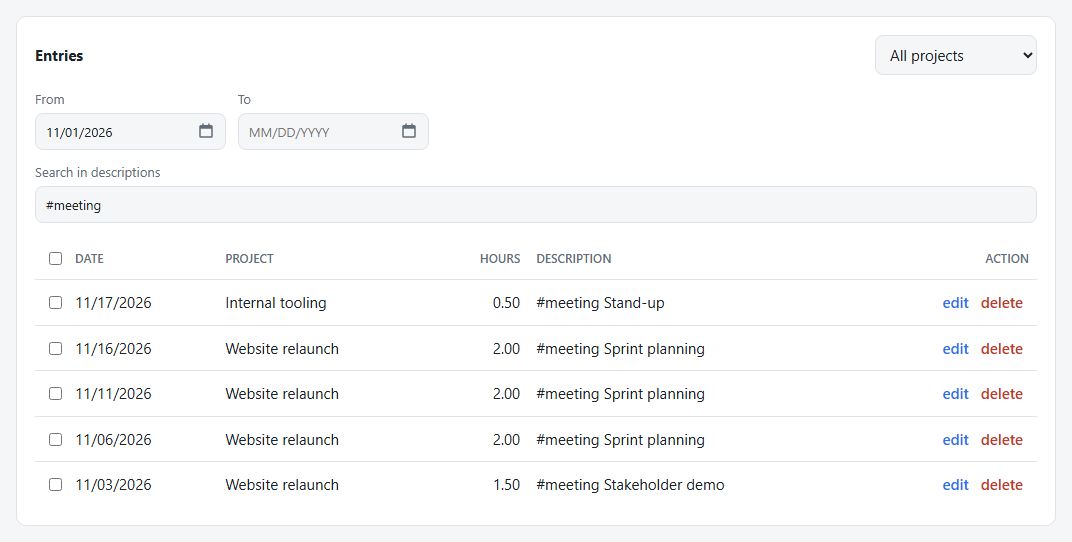 Entries
All projects
From To
11/01/2026 MM/DD/YYYY
Search in descriptions
#meeting
DATE PROJECT HOURS DESCRIPTION ACTION
11/17/2026 Internal tooling 0.50 #meeting Stand-up edit delete
11/16/2026 Website relaunch 2.00 #meeting Sprint planning edit delete
11/11/2026 Website relaunch 2.00 #meeting Sprint planning edit delete
11/06/2026 Website relaunch 2.00 #meeting Sprint planning edit delete
11/03/2026 Website relaunch 1.50 #meeting Stakeholder demo edit delete